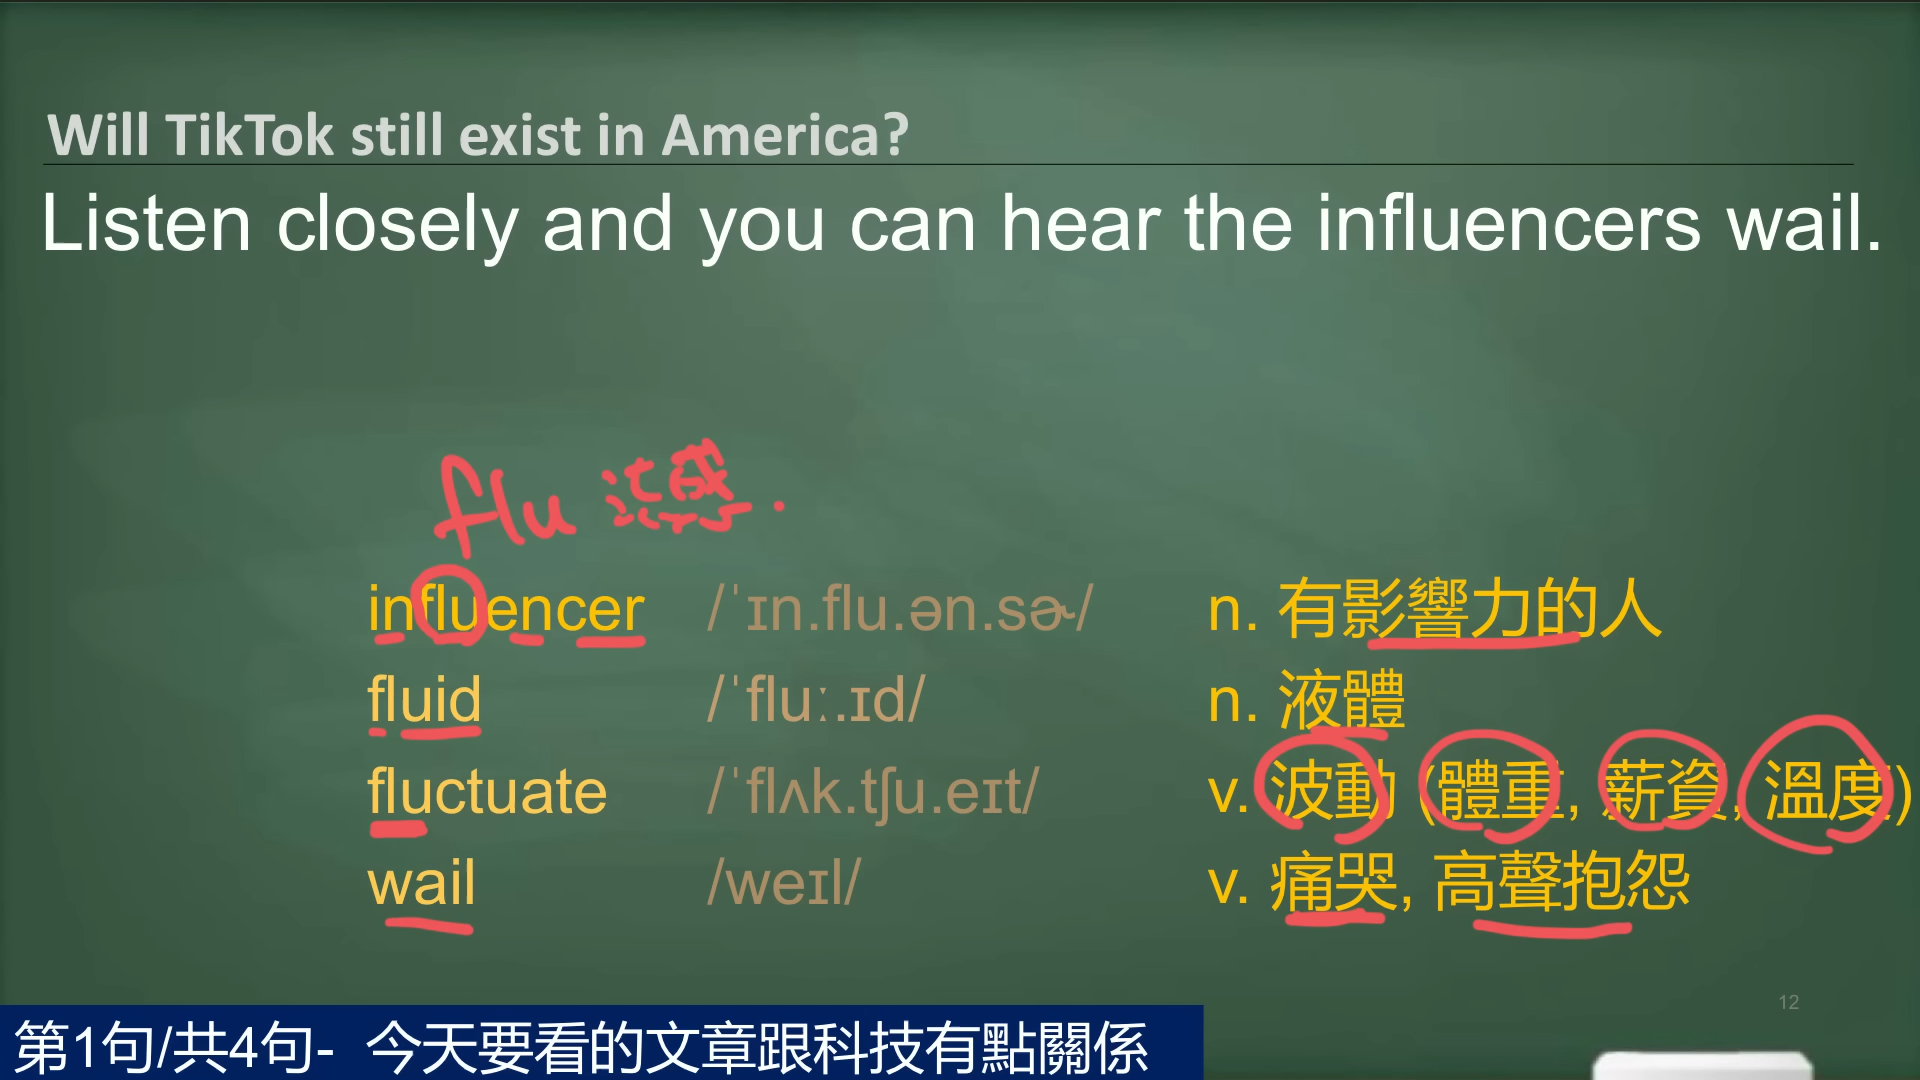 Will TikTok still exist in America?
Listen closely and you can hear the influencers wail.
flu 流感.
influencer /ˈɪn.flu.ən.sɚ/ n. 有影響力的人
fluid /ˈfluː.ɪd/ n. 液體
fluctuate /ˈflʌk.tʃu.eɪt/ v. 波動 (體重, 薪資, 溫度)
wail /weɪl/ v. 痛哭, 高聲抱怨
12
第1句/共4句- 今天要看的文章跟科技有點關係